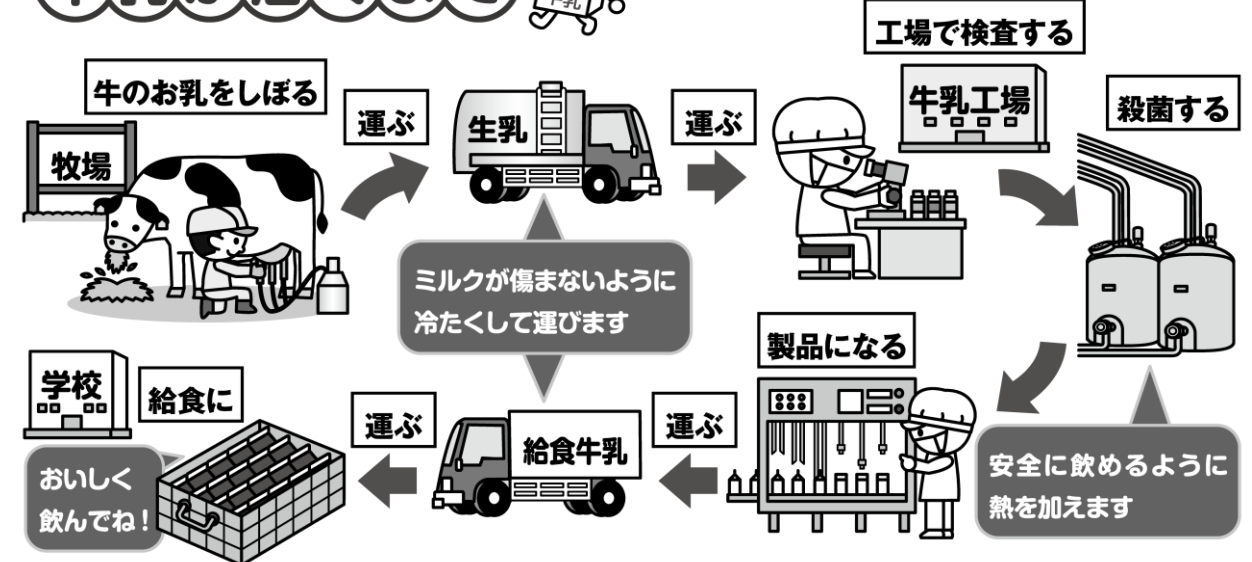 牛乳
工場で検査する
牛のお乳をしぼる
牧場
運ぶ
生乳
運ぶ
牛乳工場
殺菌する
ミルクが傷まないように
冷たくして運びます
製品になる
安全に飲めるように
熱を加えます
運ぶ
給食牛乳
運ぶ
学校
給食に
おいしく
飲んでね!